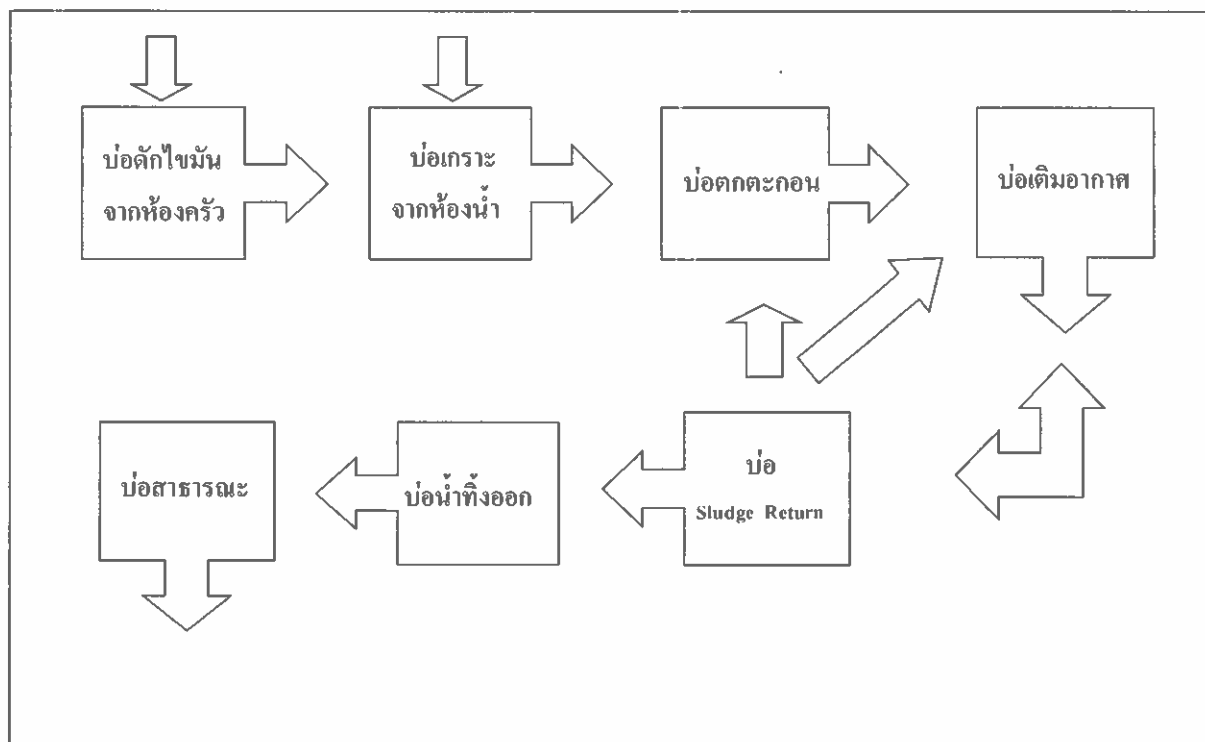 บ่อดักไขมัน
จากห้องครัว
บ่อเกราะ
จากห้องน้ำ
บ่อตกตะกอน
บ่อเติมอากาศ
บ่อสาธารณะ
บ่อน้ำทิ้งออก
บ่อ
Sludge Return